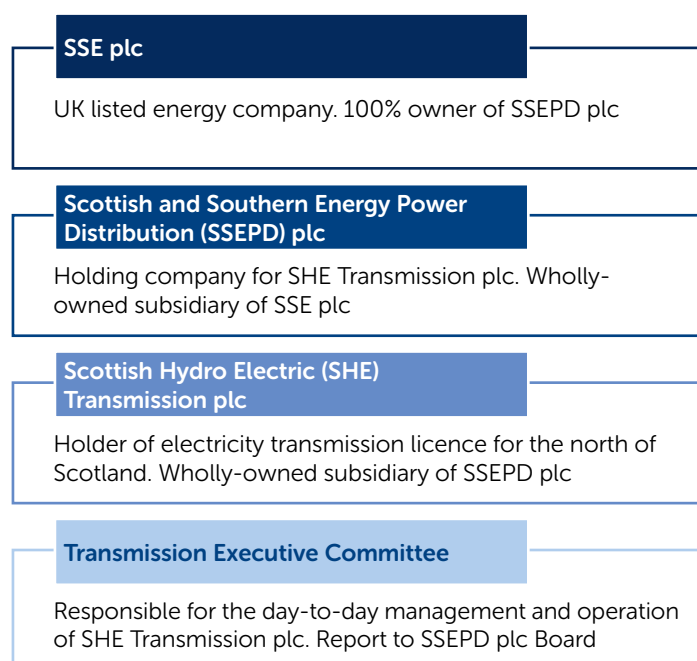 SSE plc
UK listed energy company. 100% owner of SSEPD plc
Scottish and Southern Energy Power
Distribution (SSEPD) plc
Holding company for SHE Transmission plc. Wholly-
owned subsidiary of SSE plc
Scottish Hydro Electric (SHE)
Transmission plc
Holder of electricity transmission licence for the north of
Scotland. Wholly-owned subsidiary of SSEPD plc
Transmission Executive Committee
Responsible for the day-to-day management and operation
of SHE Transmission plc. Report to SSEPD plc Board